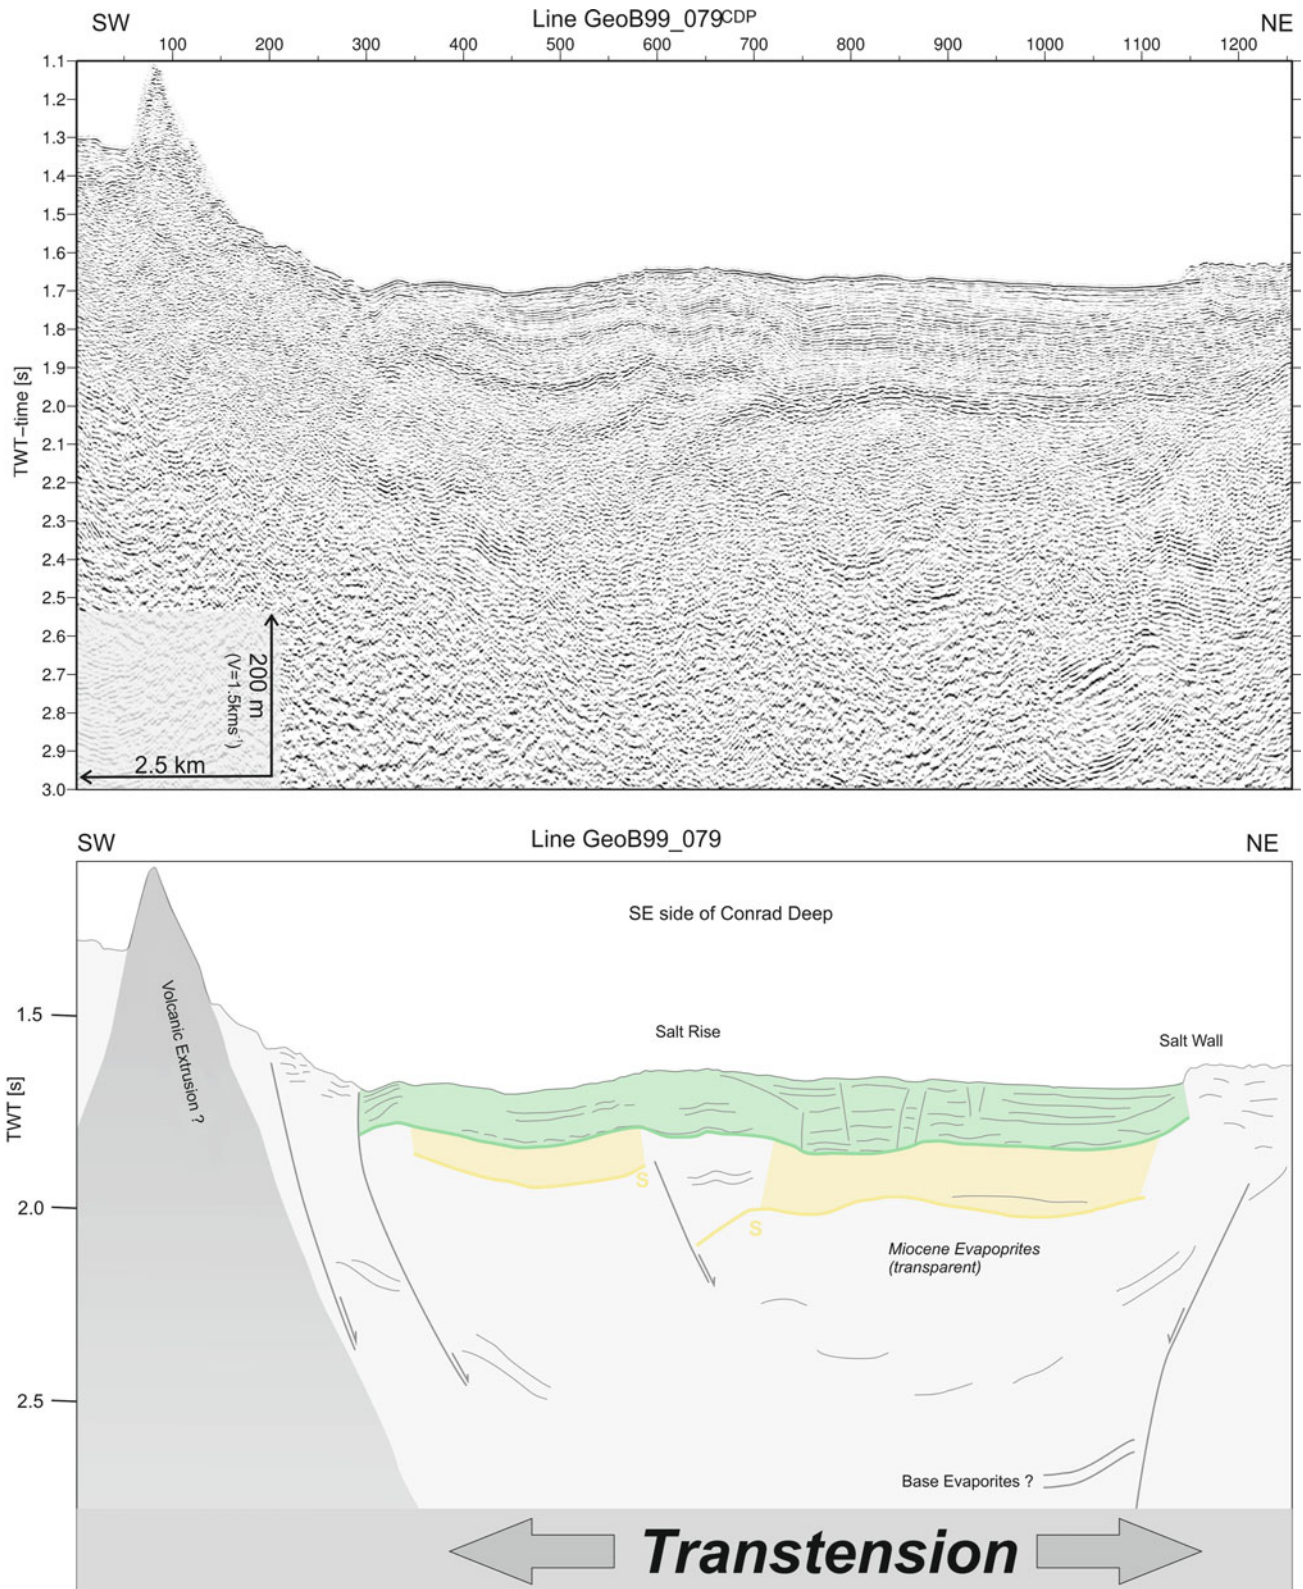 SW Line GeoB99_079 CDP NE
100 200 300 400 500 600 700 800 900 1000 1100 1200
1.1
1.2
1.3
1.4
1.5
1.6
1.7
1.8
1.9
2.0
2.1
2.2
2.3
2.4
2.5
2.6
2.7
2.8
2.9
3.0
TWT-time [s]
200 m
(V=1.5kms⁻¹)
2.5 km
SW Line GeoB99_079 NE
SE side of Conrad Deep
Volcanic Extrusion ?
Salt Rise
Salt Wall
1.5
2.0
2.5
TWT [s]
S
S
Miocene Evapoprites
(transparent)
Base Evaporites ?
Transtension